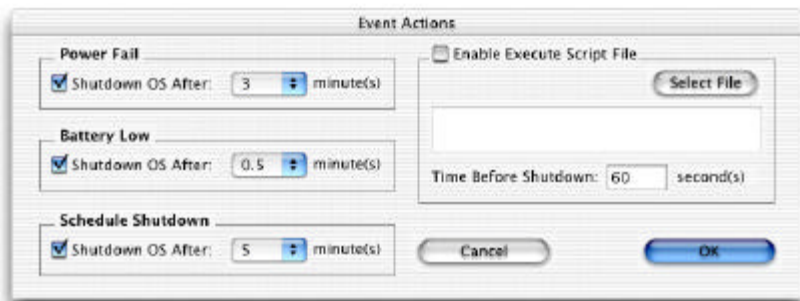 Event Actions
Power Fail
Shutdown OS After: 3 minute(s)
Battery Low
Shutdown OS After: 0.5 minute(s)
Schedule Shutdown
Shutdown OS After: 5 minute(s)
Enable Execute Script File
Select File
Time Before Shutdown: 60 second(s)
Cancel
OK